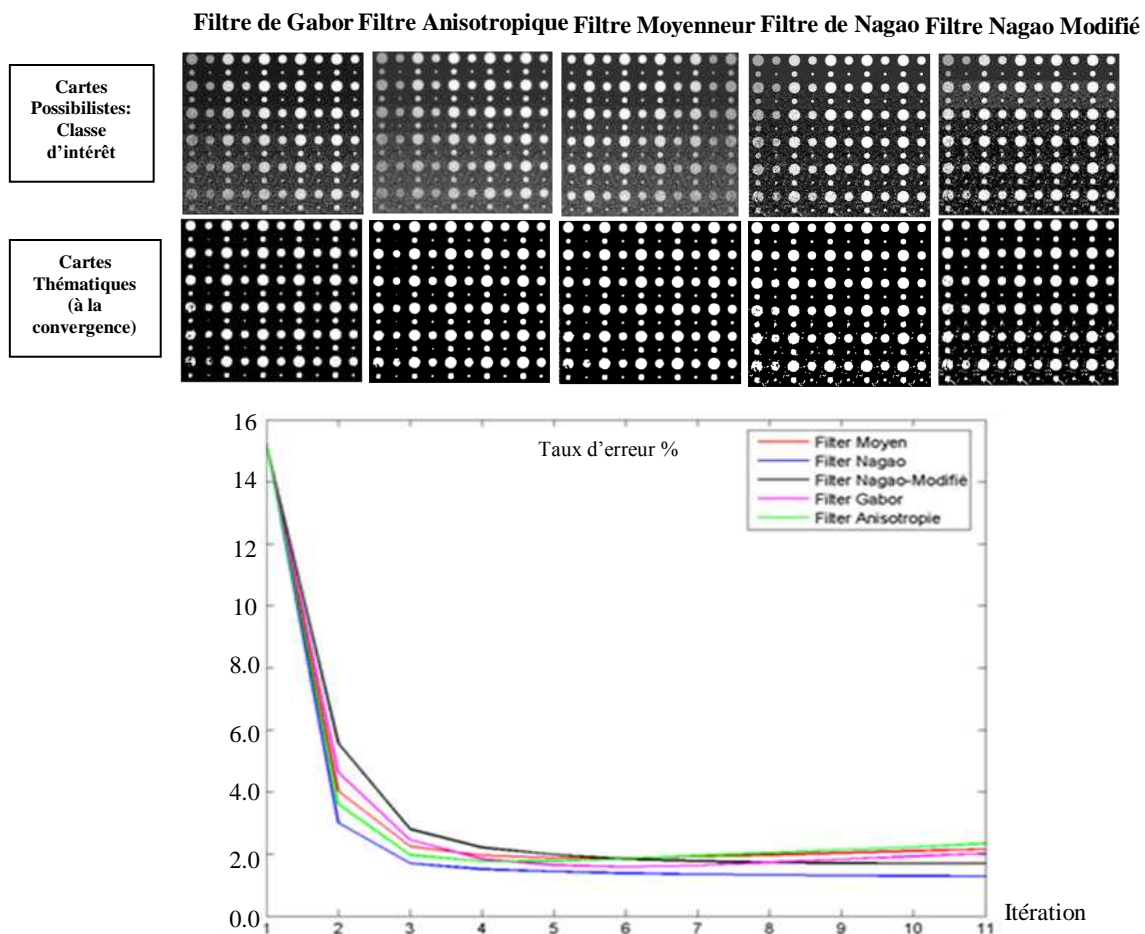 Filtre de Gabor Filtre Anisotropique Filtre Moyenneur Filtre de Nagao Filtre Nagao Modifié
Cartes
Possibilistes:
Classe
d'intérêt
Cartes
Thématiques
(à la
convergence)
Taux d'erreur %
Filter Moyen
Filter Nagao
Filter Nagao-Modifié
Filter Gabor
Filter Anisotropie
16
14
12
10
8.0
6.0
4.0
2.0
0.0
1 2 3 4 5 6 7 8 9 10 11
Itération